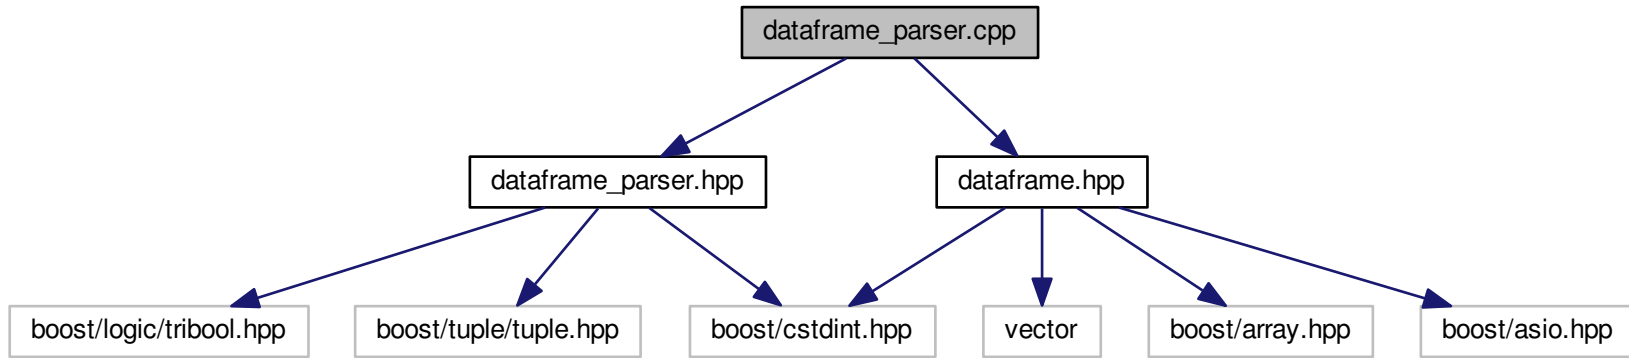 dataframe_parser.cpp
dataframe_parser.hpp
dataframe.hpp
boost/logic/tribool.hpp
boost/tuple/tuple.hpp
boost/cstdint.hpp
vector
boost/array.hpp
boost/asio.hpp